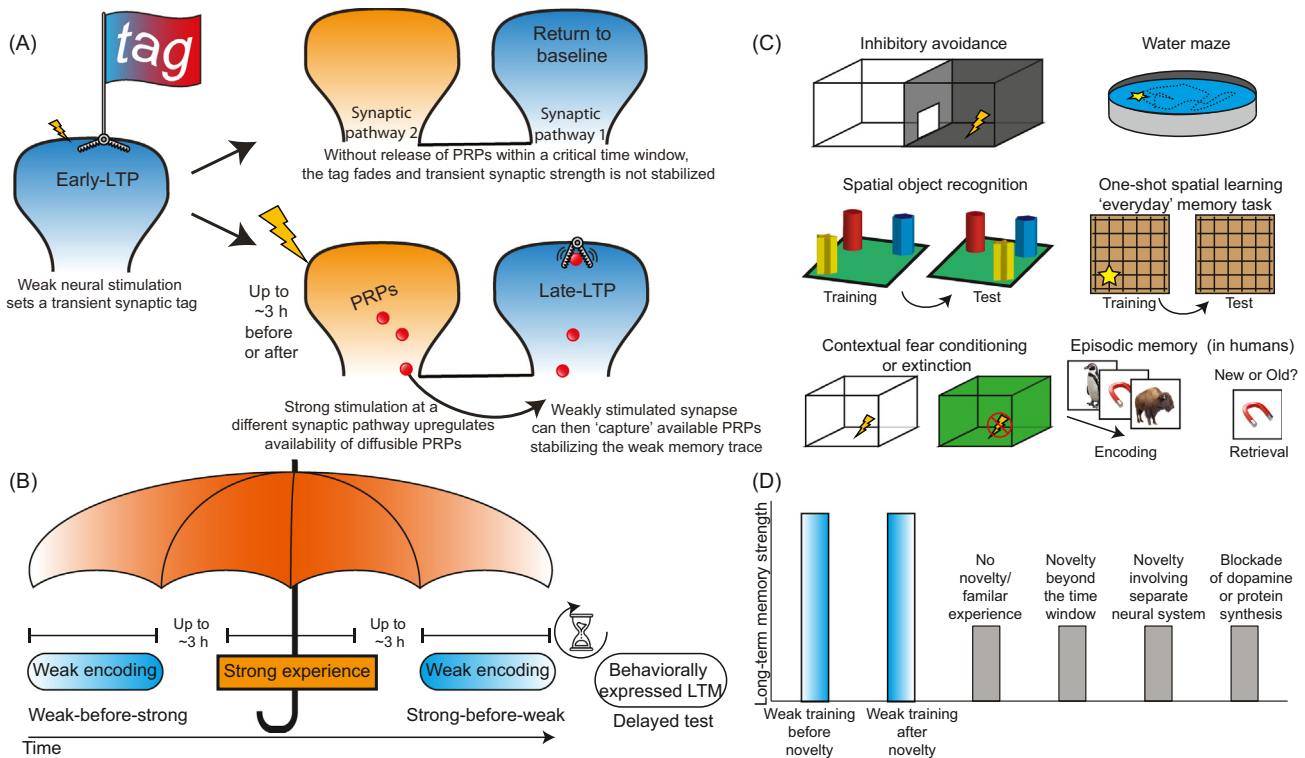 (A)
tag
Early-LTP
Weak neural stimulation
sets a transient synaptic tag
Synaptic
pathway 2
Return to
baseline
Synaptic
pathway 1
Without release of PRPs within a critical time window,
the tag fades and transient synaptic strength is not stabilized
Up to
~3 h
before
or after
PRPs
Late-LTP
Strong stimulation at a
different synaptic pathway upregulates
availability of diffusible PRPs
Weakly stimulated synapse
can then ‘capture’ available PRPs
stabilizing the weak memory trace
(B)
Up to
~3 h
Up to
~3 h
Weak encoding
Strong experience
Weak encoding
Behaviorally
expressed LTM
Weak-before-strong
Strong-before-weak
Delayed test
Time
(C)
Inhibitory avoidance
Water maze
Spatial object recognition
Training
Test
One-shot spatial learning
‘everyday’ memory task
Training
Test
Contextual fear conditioning
or extinction
Episodic memory
(in humans)
Encoding
New or Old?
Retrieval
(D)
Long-term memory strength
No
novelty/
familar
experience
Novelty
beyond
the time
window
Novelty
involving
separate
neural system
Blockade
of dopamine
or protein
synthesis
Weak training
before
novelty
Weak training
after
novelty